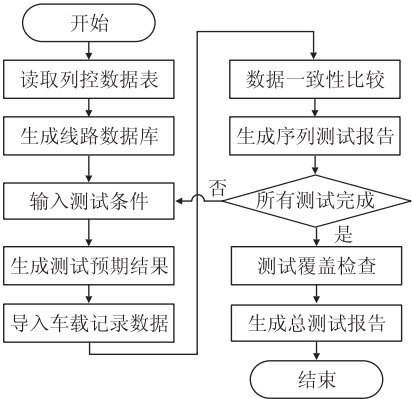 开始
读取列控数据表
生成线路数据库
输入测试条件
生成测试预期结果
导入车载记录数据
数据一致性比较
生成序列测试报告
所有测试完成
否
是
测试覆盖检查
生成总测试报告
结束